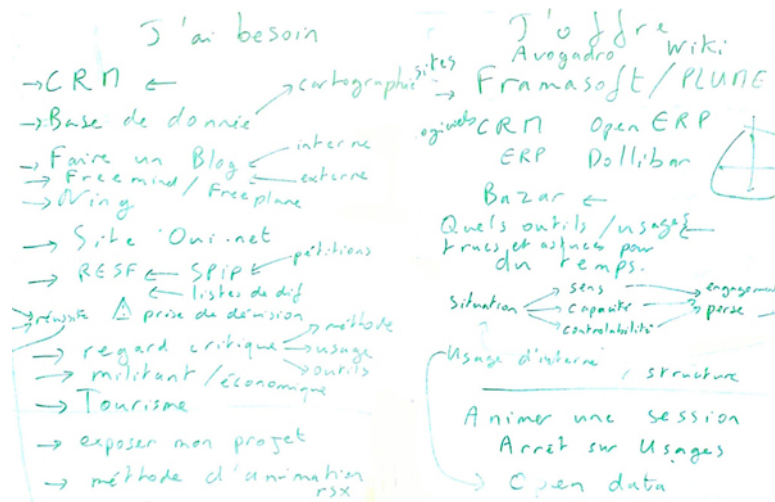 J'ai besoin
→ CRM ←
→ Base de donnée → cartographie
→ Faire un Blog ← interne
← externe
→ Freemind / Freeplane
→ Ning
→ Site Oui.net
→ RESF ← SPIP ← pétitions
← listes de dif
→ réussite ⚠ prise de décision
→ regard critique → méthode
→ usage
→ outils
→ militant / économique
→ Tourisme
→ exposer mon projet
→ méthode d'animation
rsx
J'offre
Avogadro Wiki
sites
→ Framasoft / PLUME
logiciels CRM Open ERP
ERP Dollibar
Bazar ←
Quels outils / usages ←
trucs et astuces pour
du temps.
situation → sens → engagement
→ capacité → perse
→ controlabilité
Usage d'interne
, structure
Animer une session
Arrêt sur Usages
→ Open data